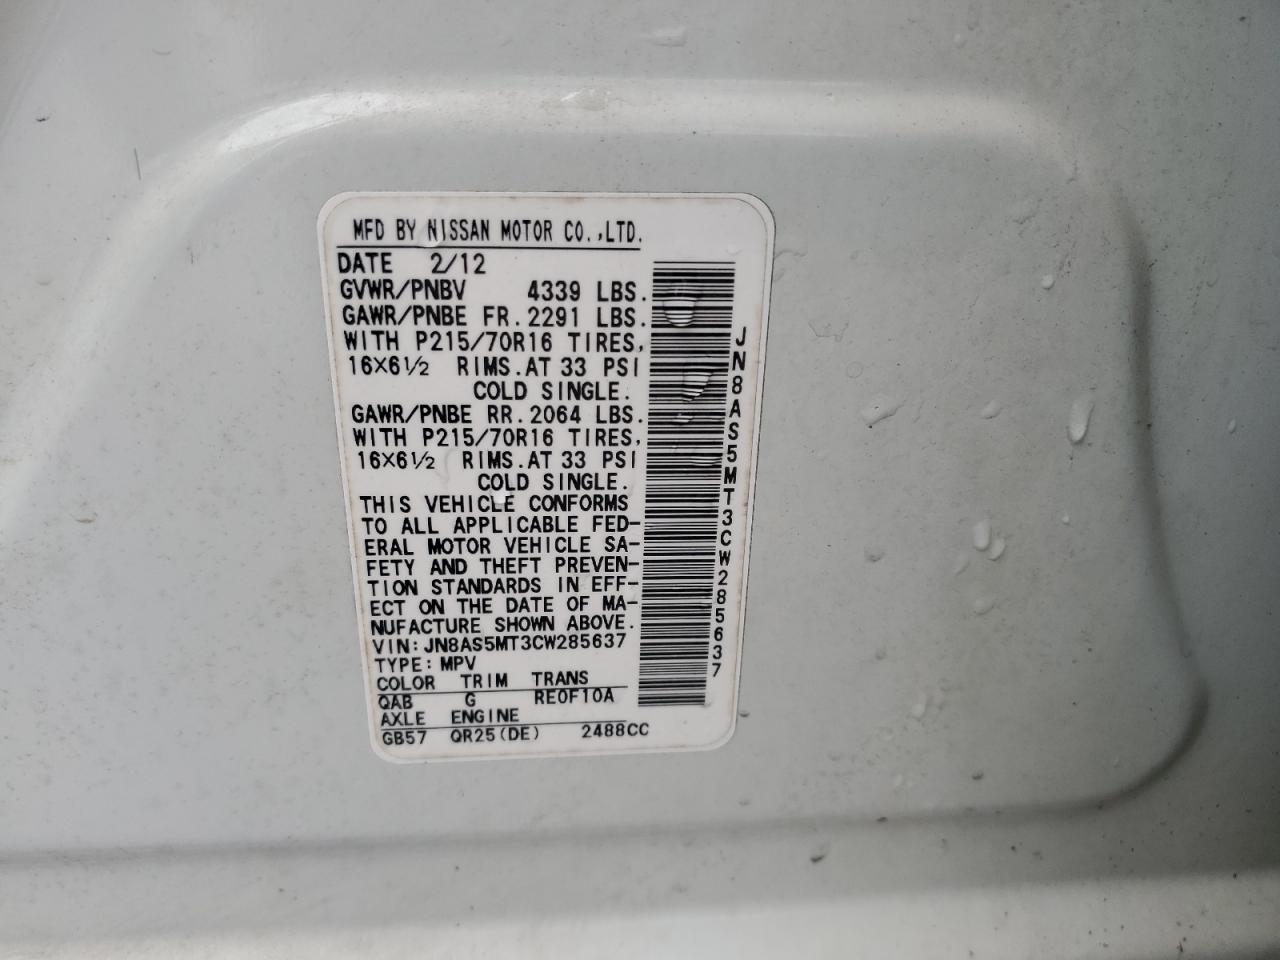 MFD BY NISSAN MOTOR CO.,LTD.
DATE 2/12
GVWR/PNBV 4339 LBS.
GAWR/PNBE FR.2291 LBS.
WITH P215/70R16 TIRES,
16×6½ RIMS.AT 33 PSI
COLD SINGLE.
GAWR/PNBE RR.2064 LBS.
WITH P215/70R16 TIRES,
16×6½ RIMS.AT 33 PSI
COLD SINGLE.
THIS VEHICLE CONFORMS
TO ALL APPLICABLE FED-
ERAL MOTOR VEHICLE SA-
FETY AND THEFT PREVEN-
TION STANDARDS IN EFF-
ECT ON THE DATE OF MA-
NUFACTURE SHOWN ABOVE.
VIN:JN8AS5MT3CW285637
TYPE:MPV
COLOR TRIM TRANS
QAB G RE0F10A
AXLE ENGINE
GB57 QR25(DE) 2488CC
JN8AS5MT3CW285637